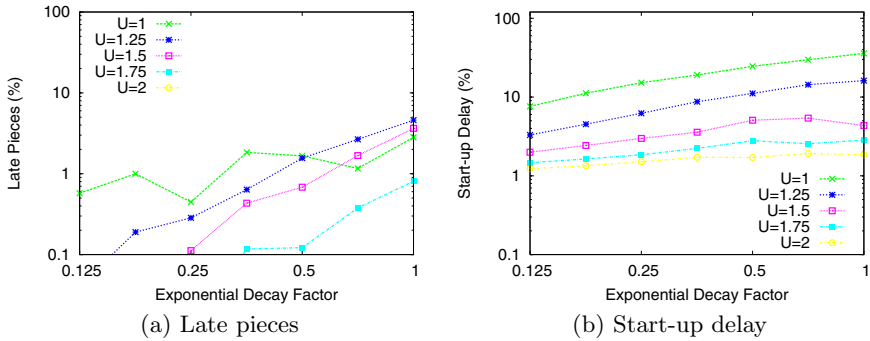 100
10
1
0.1
Late Pieces (%)
U=1
U=1.25
U=1.5
U=1.75
U=2
0.125
0.25
0.5
1
Exponential Decay Factor
(a) Late pieces
100
10
1
0.1
Start-up Delay (%)
U=1
U=1.25
U=1.5
U=1.75
U=2
0.125
0.25
0.5
1
Exponential Decay Factor
(b) Start-up delay